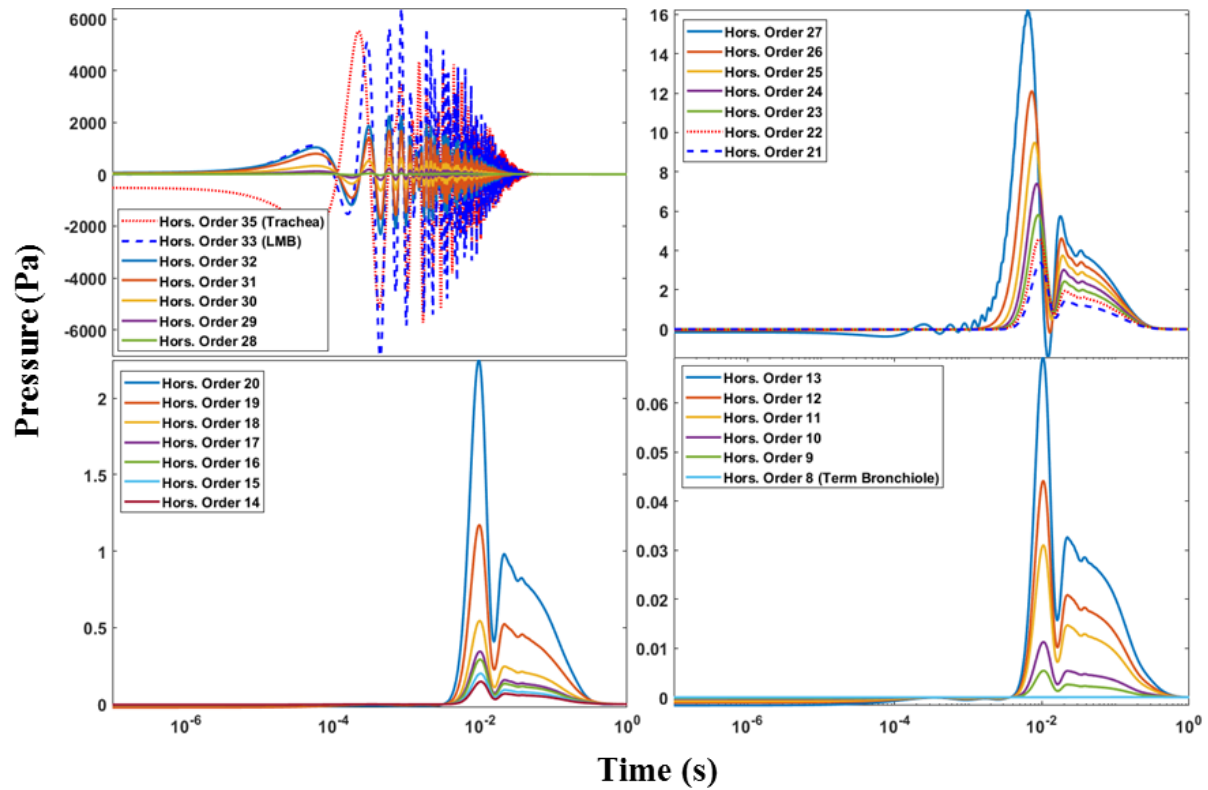 Pressure (Pa)
6000
4000
2000
0
-2000
-4000
-6000
Hors. Order 35 (Trachea)
Hors. Order 33 (LMB)
Hors. Order 32
Hors. Order 31
Hors. Order 30
Hors. Order 29
Hors. Order 28
16
14
12
10
8
6
4
2
0
Hors. Order 27
Hors. Order 26
Hors. Order 25
Hors. Order 24
Hors. Order 23
Hors. Order 22
Hors. Order 21
2
1.5
1
0.5
0
Hors. Order 20
Hors. Order 19
Hors. Order 18
Hors. Order 17
Hors. Order 16
Hors. Order 15
Hors. Order 14
10^-6
10^-4
10^-2
10^0
0.06
0.05
0.04
0.03
0.02
0.01
0
Hors. Order 13
Hors. Order 12
Hors. Order 11
Hors. Order 10
Hors. Order 9
Hors. Order 8 (Term Bronchiole)
10^-6
10^-4
10^-2
10^0
Time (s)